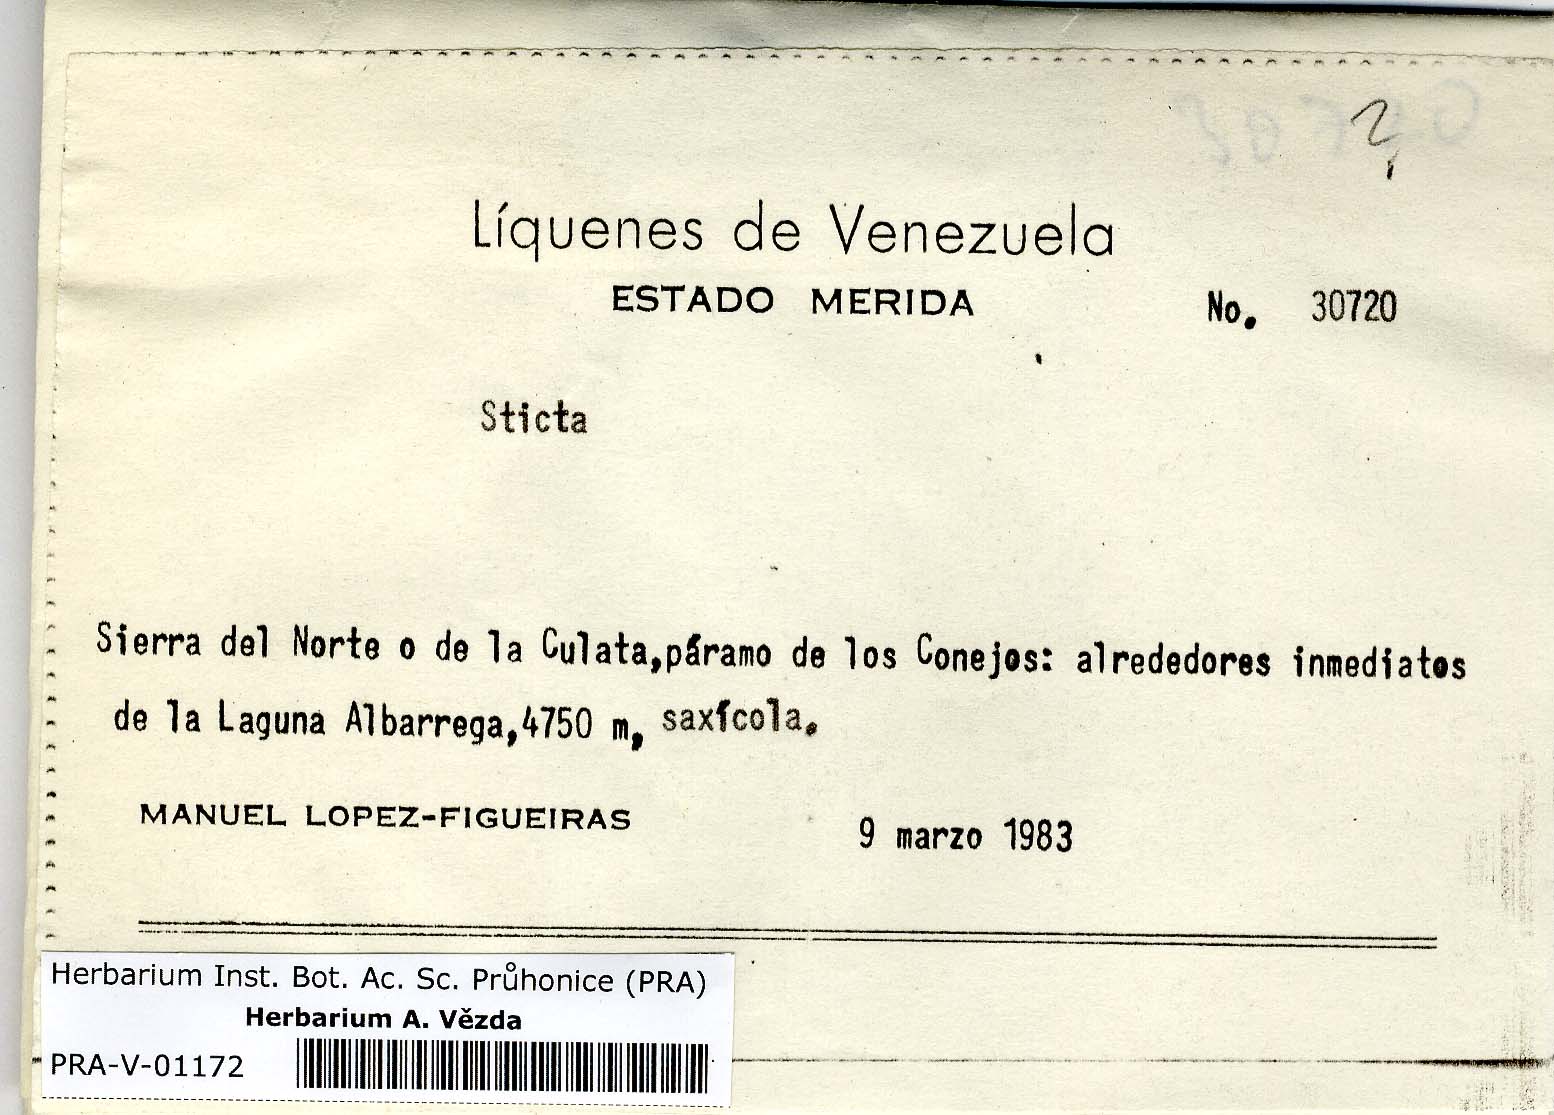 ?
Líquenes de Venezuela
ESTADO MERIDA
No. 30720
Sticta
Sierra del Norte o de la Culata,páramo de los Conejos: alrededores inmediatos
de la Laguna Albarrega,4750 m, saxícola.
MANUEL LOPEZ-FIGUEIRAS
9 marzo 1983
Herbarium Inst. Bot. Ac. Sc. Průhonice (PRA)
Herbarium A. Vězda
PRA-V-01172